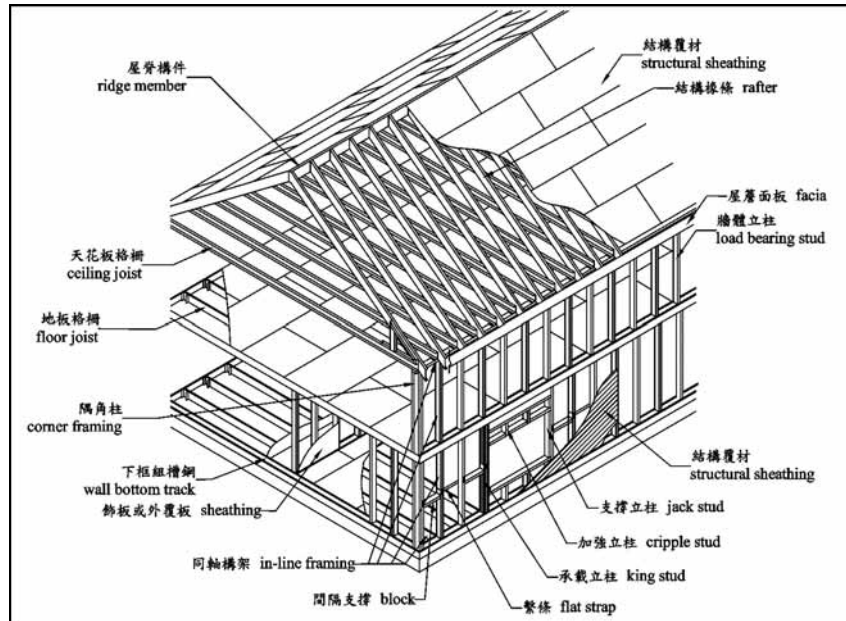 屋脊構件
ridge member
結構覆材
structural sheathing
結構椽條 rafter
屋簷面板 facia
牆體立柱
load bearing stud
天花板格柵
ceiling joist
地板格柵
floor joist
隅角柱
corner framing
下框組槽鋼
wall bottom track
飾板或外覆板 sheathing
同軸構架 in-line framing
間隔支撐 block
結構覆材
structural sheathing
支撐立柱 jack stud
加強立柱 cripple stud
承載立柱 king stud
繫條 flat strap